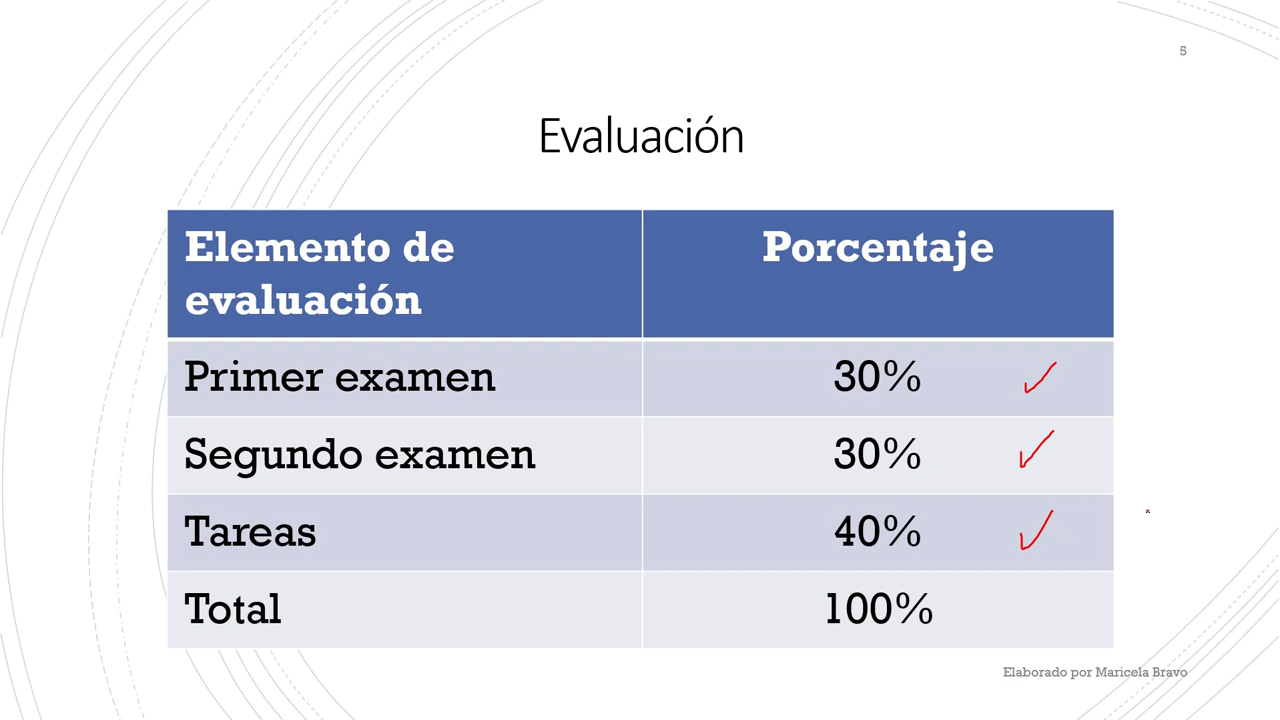 5
Evaluación
Elemento de
evaluación
Porcentaje
Primer examen 30%
Segundo examen 30%
Tareas 40%
Total 100%
Elaborado por Maricela Bravo